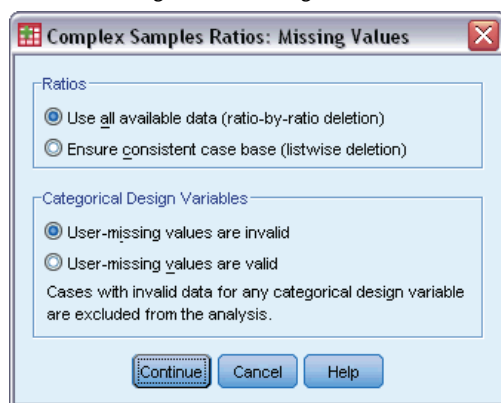 Complex Samples Ratios: Missing Values
Ratios
Use all available data (ratio-by-ratio deletion)
Ensure consistent case base (listwise deletion)
Categorical Design Variables
User-missing values are invalid
User-missing values are valid
Cases with invalid data for any categorical design variable
are excluded from the analysis.
Continue Cancel Help